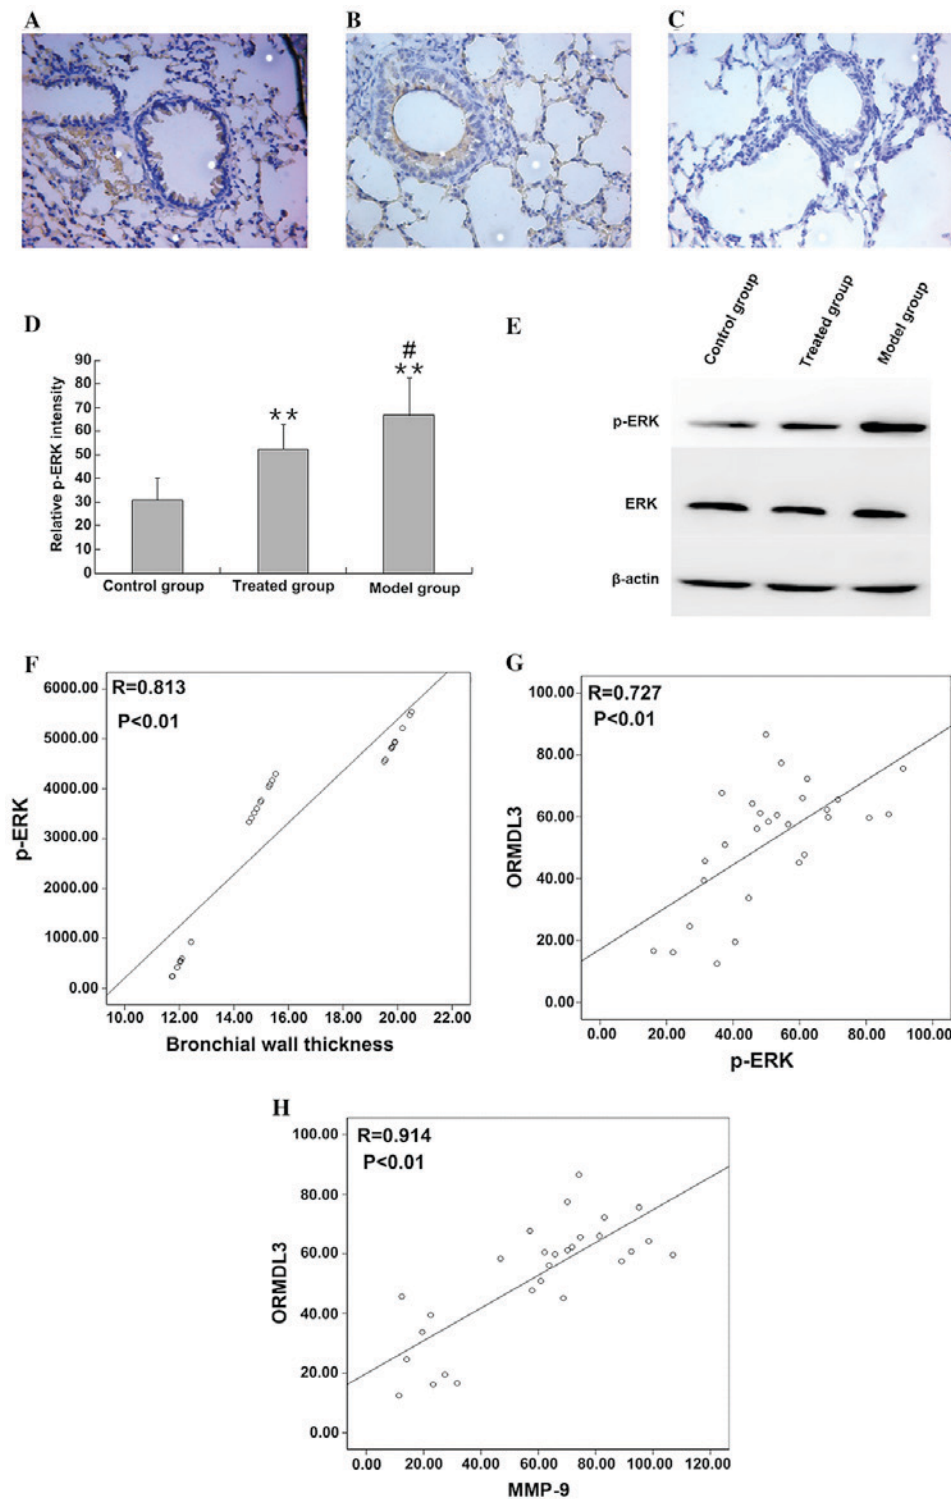 A
B
C
D
Relative p-ERK intensity
90
80
70
60
50
40
30
20
10
0
**
#
**
Control group
Treated group
Model group
E
Control group
Treated group
Model group
p-ERK
ERK
β-actin
F
R=0.813
P<0.01
p-ERK
6000.00
5000.00
4000.00
3000.00
2000.00
1000.00
00.00
10.00 12.00 14.00 16.00 18.00 20.00 22.00
Bronchial wall thickness
G
R=0.727
P<0.01
ORMDL3
100.00
80.00
60.00
40.00
20.00
0.00
0.00 20.00 40.00 60.00 80.00 100.00
p-ERK
H
R=0.914
P<0.01
ORMDL3
100.00
80.00
60.00
40.00
20.00
0.00
0.00 20.00 40.00 60.00 80.00 100.00 120.00
MMP-9